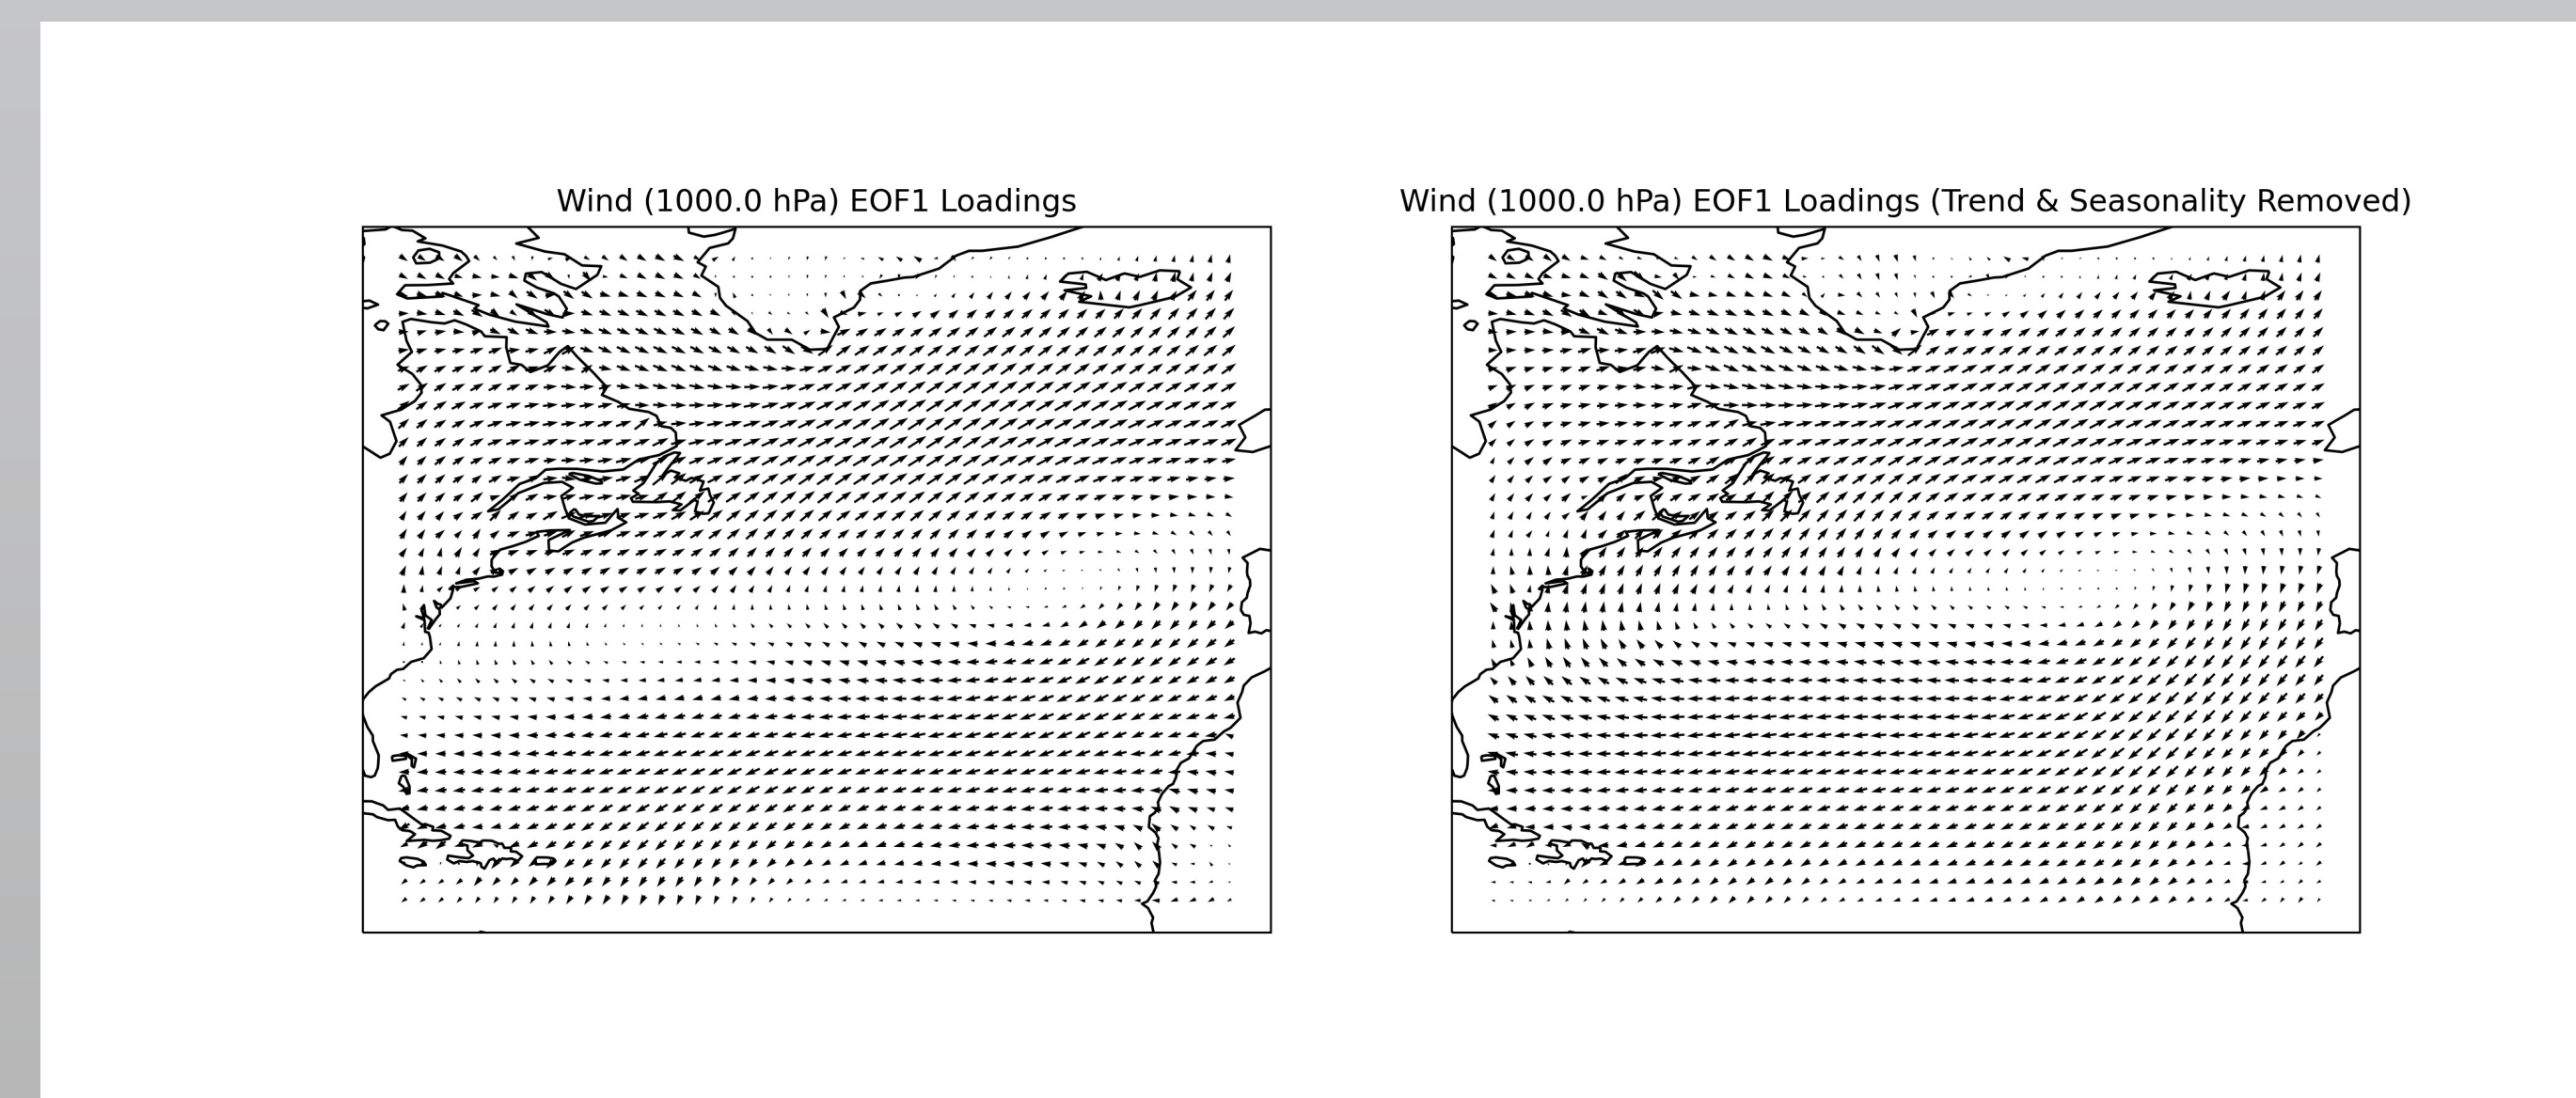 Wind (1000.0 hPa) EOF1 Loadings
Wind (1000.0 hPa) EOF1 Loadings (Trend & Seasonality Removed)